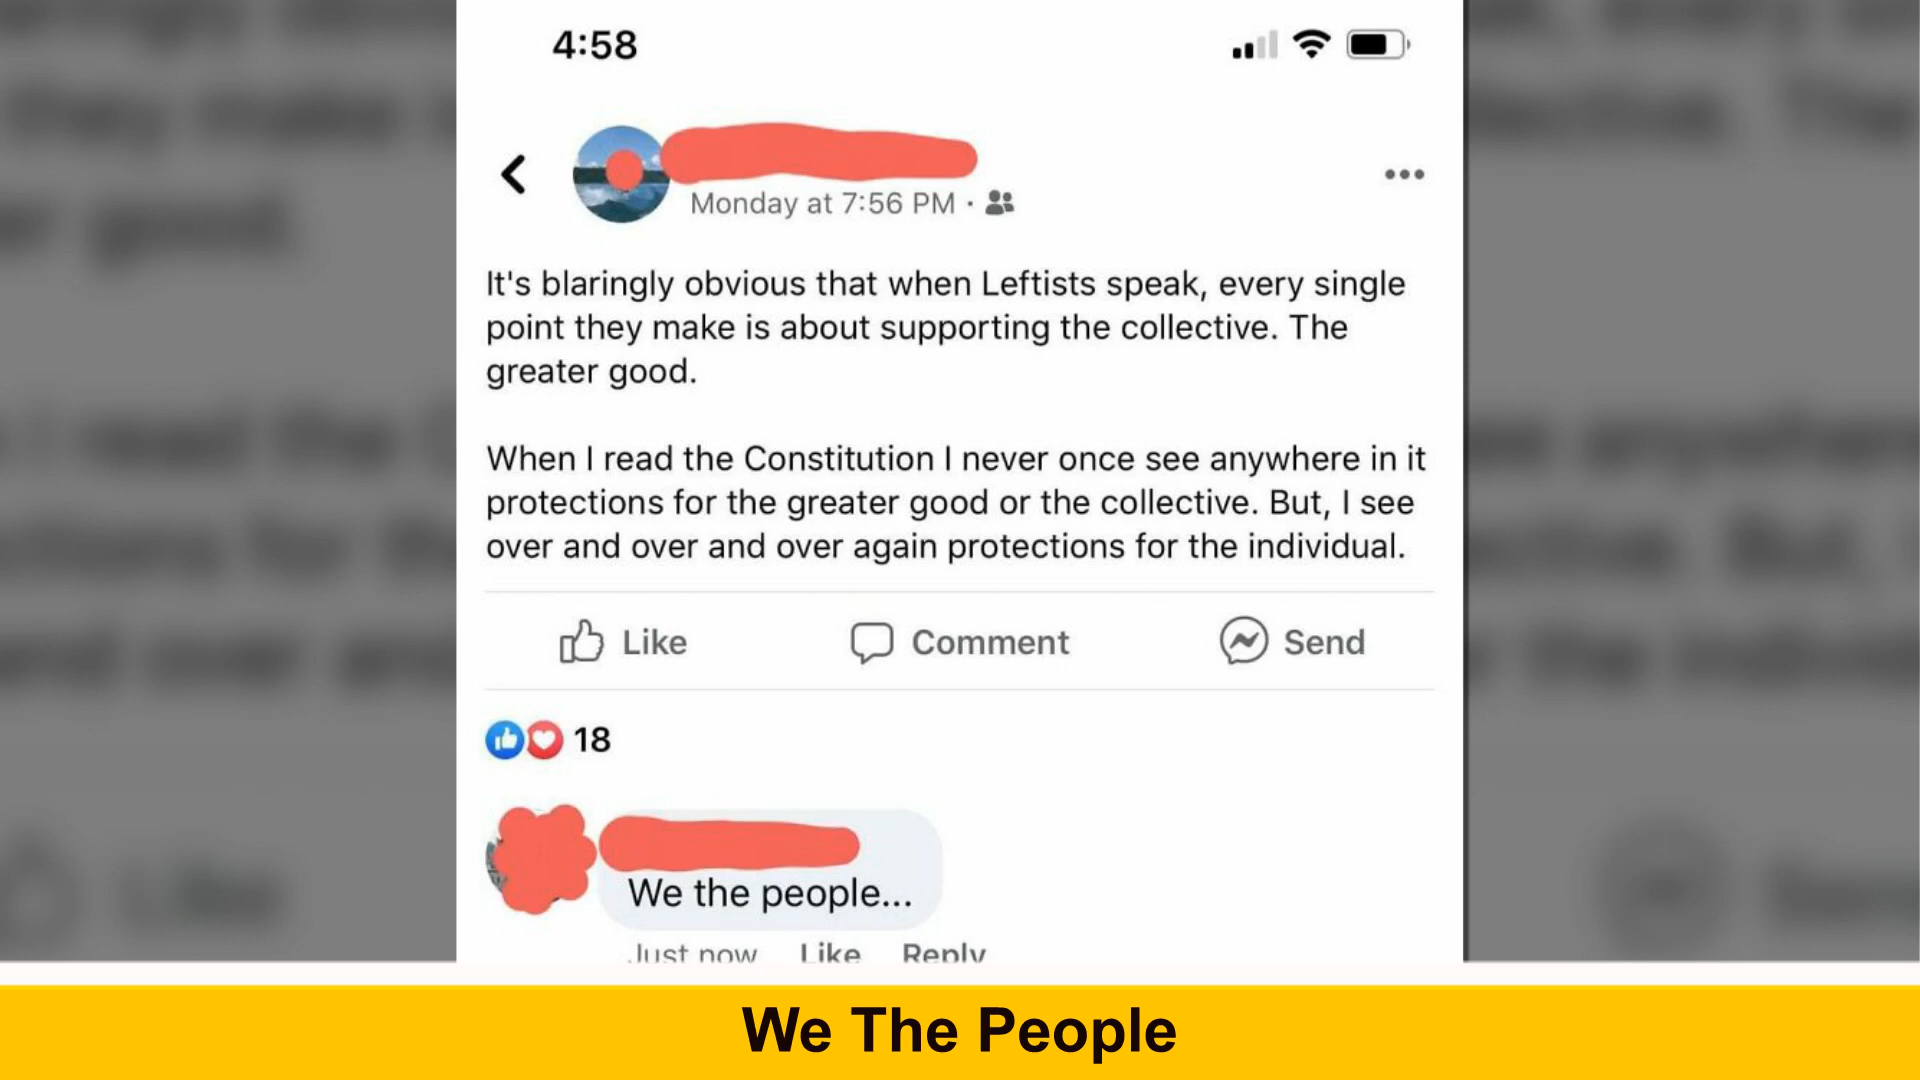 4:58
Monday at 7:56 PM ·
It's blaringly obvious that when Leftists speak, every single
point they make is about supporting the collective. The
greater good.
When I read the Constitution I never once see anywhere in it
protections for the greater good or the collective. But, I see
over and over and over again protections for the individual.
Like Comment Send
18
We the people...
Just now Like Reply
We The People